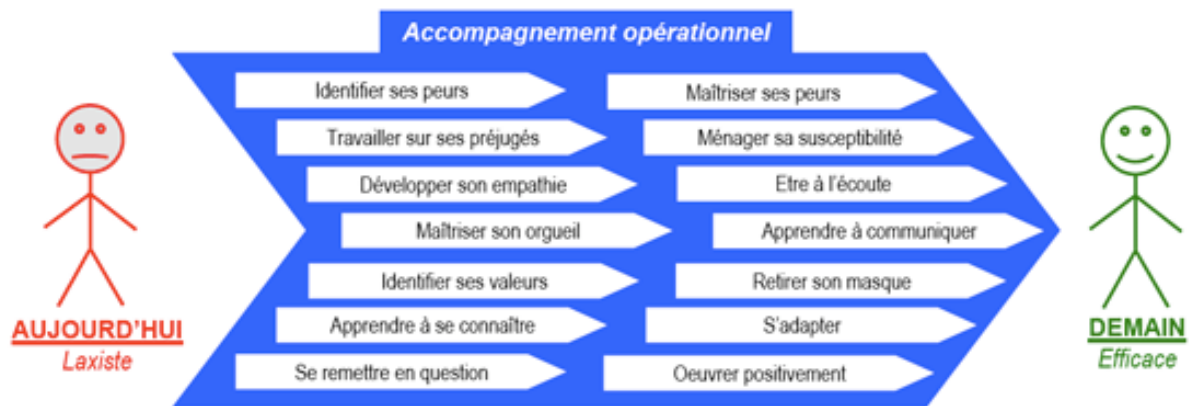 Accompagnement opérationnel
Identifier ses peurs
Maîtriser ses peurs
Travailler sur ses préjugés
Ménager sa susceptibilité
Développer son empathie
Etre à l'écoute
Maîtriser son orgueil
Apprendre à communiquer
Identifier ses valeurs
Retirer son masque
Apprendre à se connaître
S'adapter
Se remettre en question
Oeuvrer positivement
AUJOURD'HUI
Laxiste
DEMAIN
Efficace